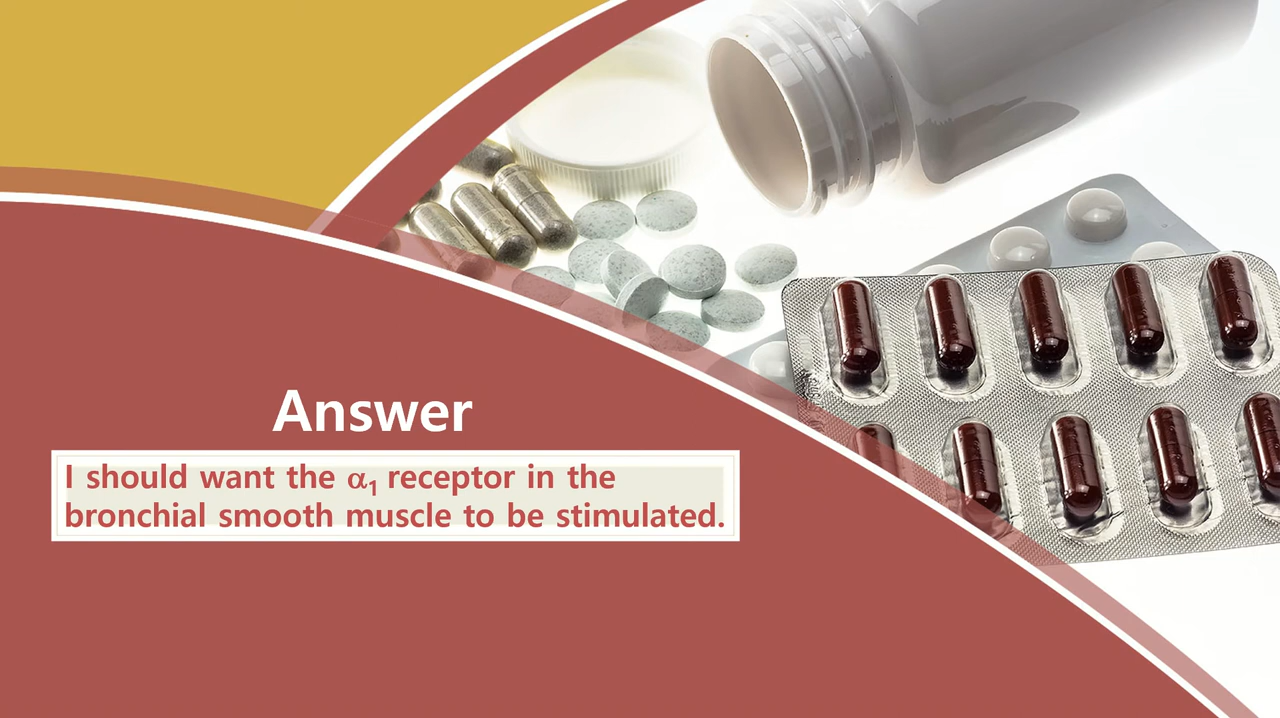 Answer
I should want the α₁ receptor in the
bronchial smooth muscle to be stimulated.